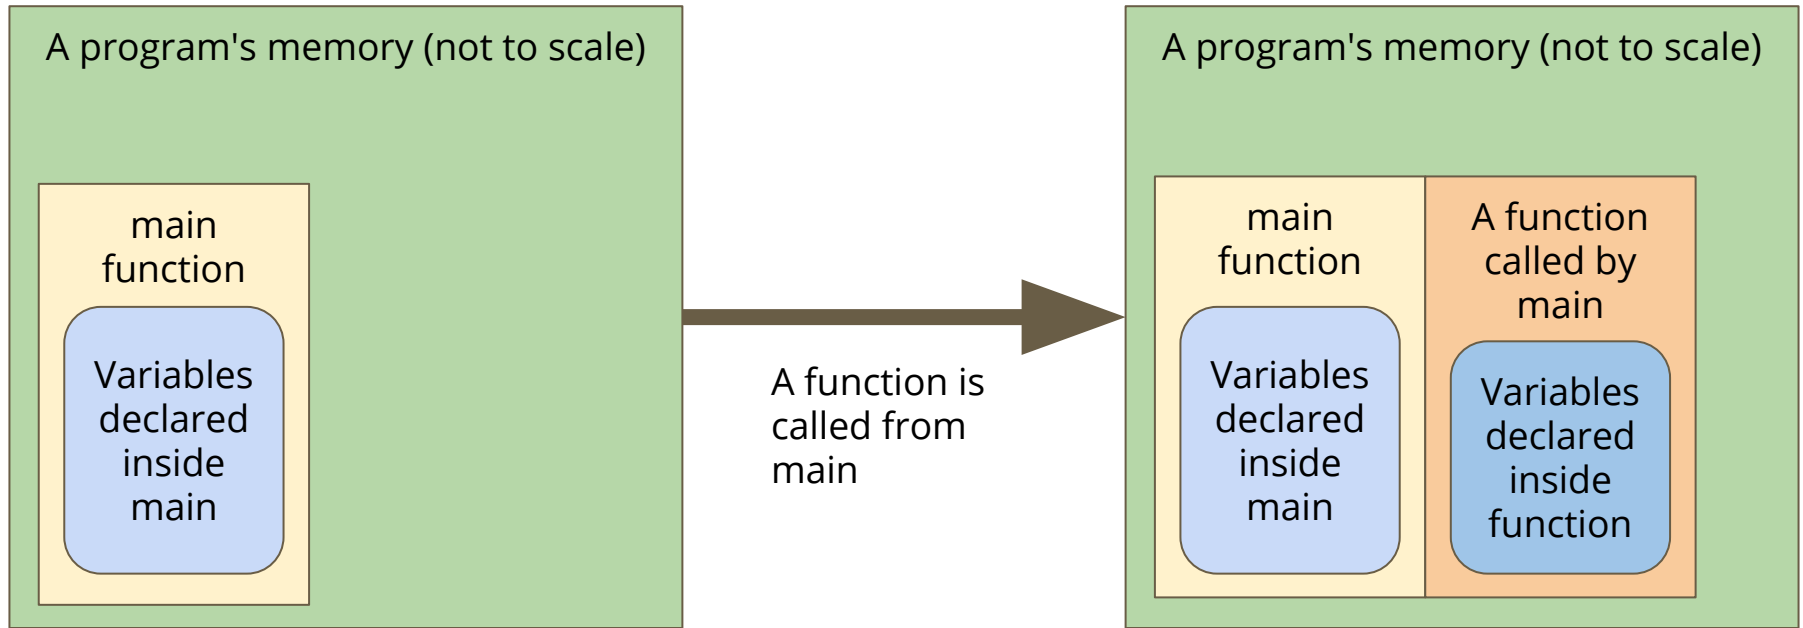 A program's memory (not to scale)
main
function
Variables
declared
inside
main
A function is
called from
main
A program's memory (not to scale)
main
function
Variables
declared
inside
main
A function
called by
main
Variables
declared
inside
function